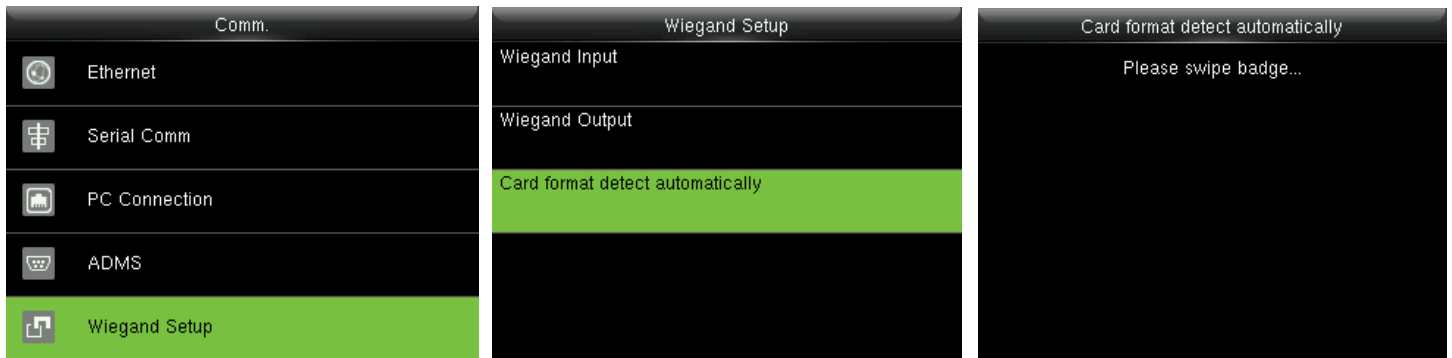 Comm.
Ethernet
Serial Comm
PC Connection
ADMS
Wiegand Setup
Wiegand Setup
Wiegand Input
Wiegand Output
Card format detect automatically
Card format detect automatically
Please swipe badge...